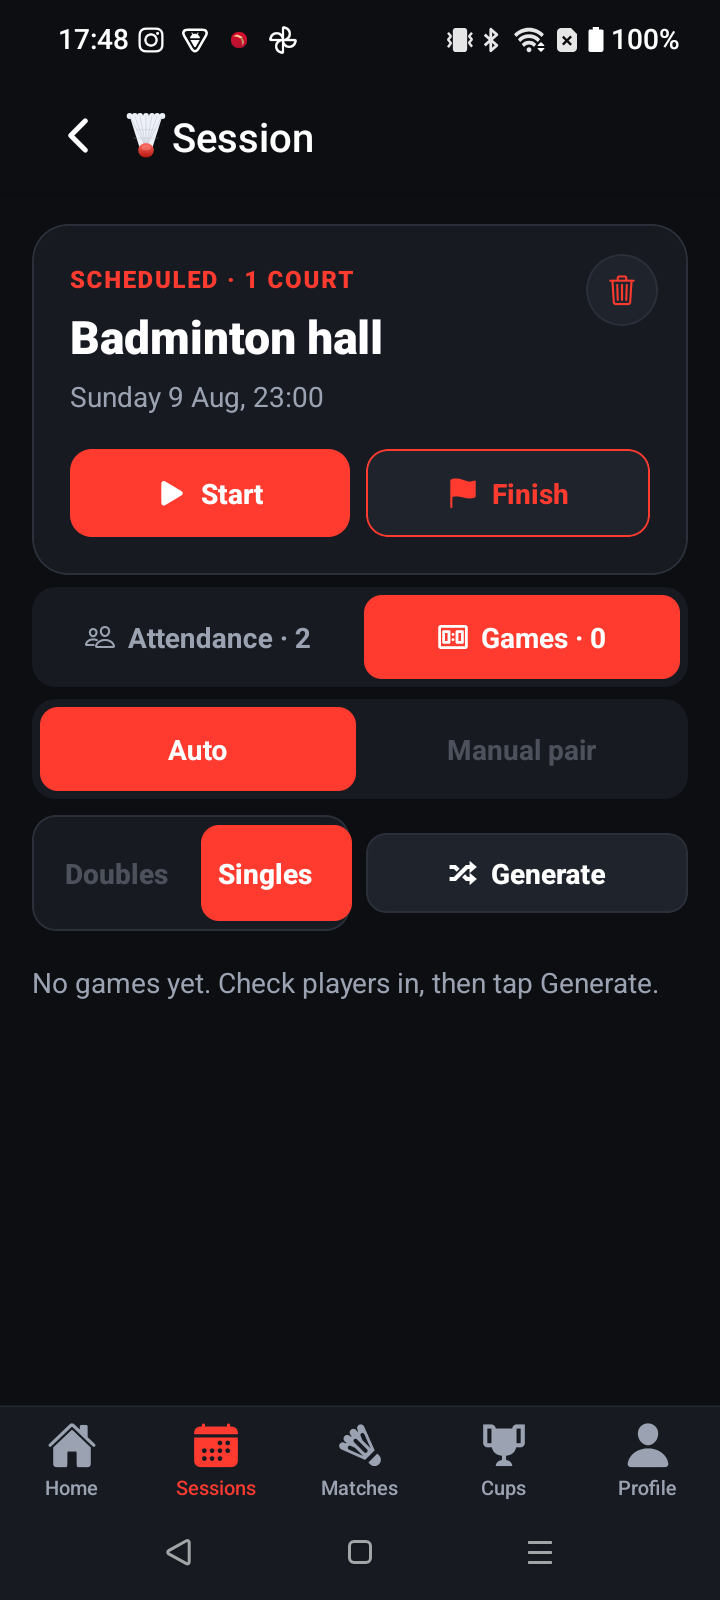 17:48 100%
Session
SCHEDULED · 1 COURT
Badminton hall
Sunday 9 Aug, 23:00
Start Finish
Attendance · 2 Games · 0
Auto Manual pair
Doubles Singles Generate
No games yet. Check players in, then tap Generate.
Home Sessions Matches Cups Profile